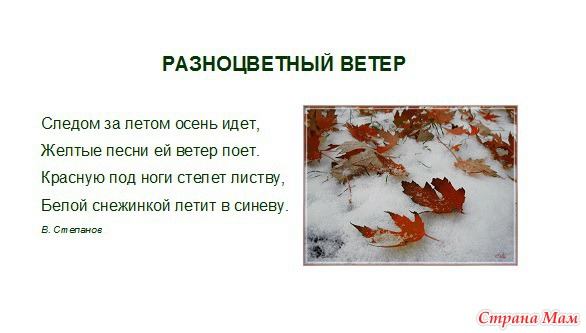 РАЗНОЦВЕТНЫЙ ВЕТЕР
Следом за летом осень идет,
Желтые песни ей ветер поет.
Красную под ноги стелет листву,
Белой снежинкой летит в синеву.
В. Степанов
Страна Мам